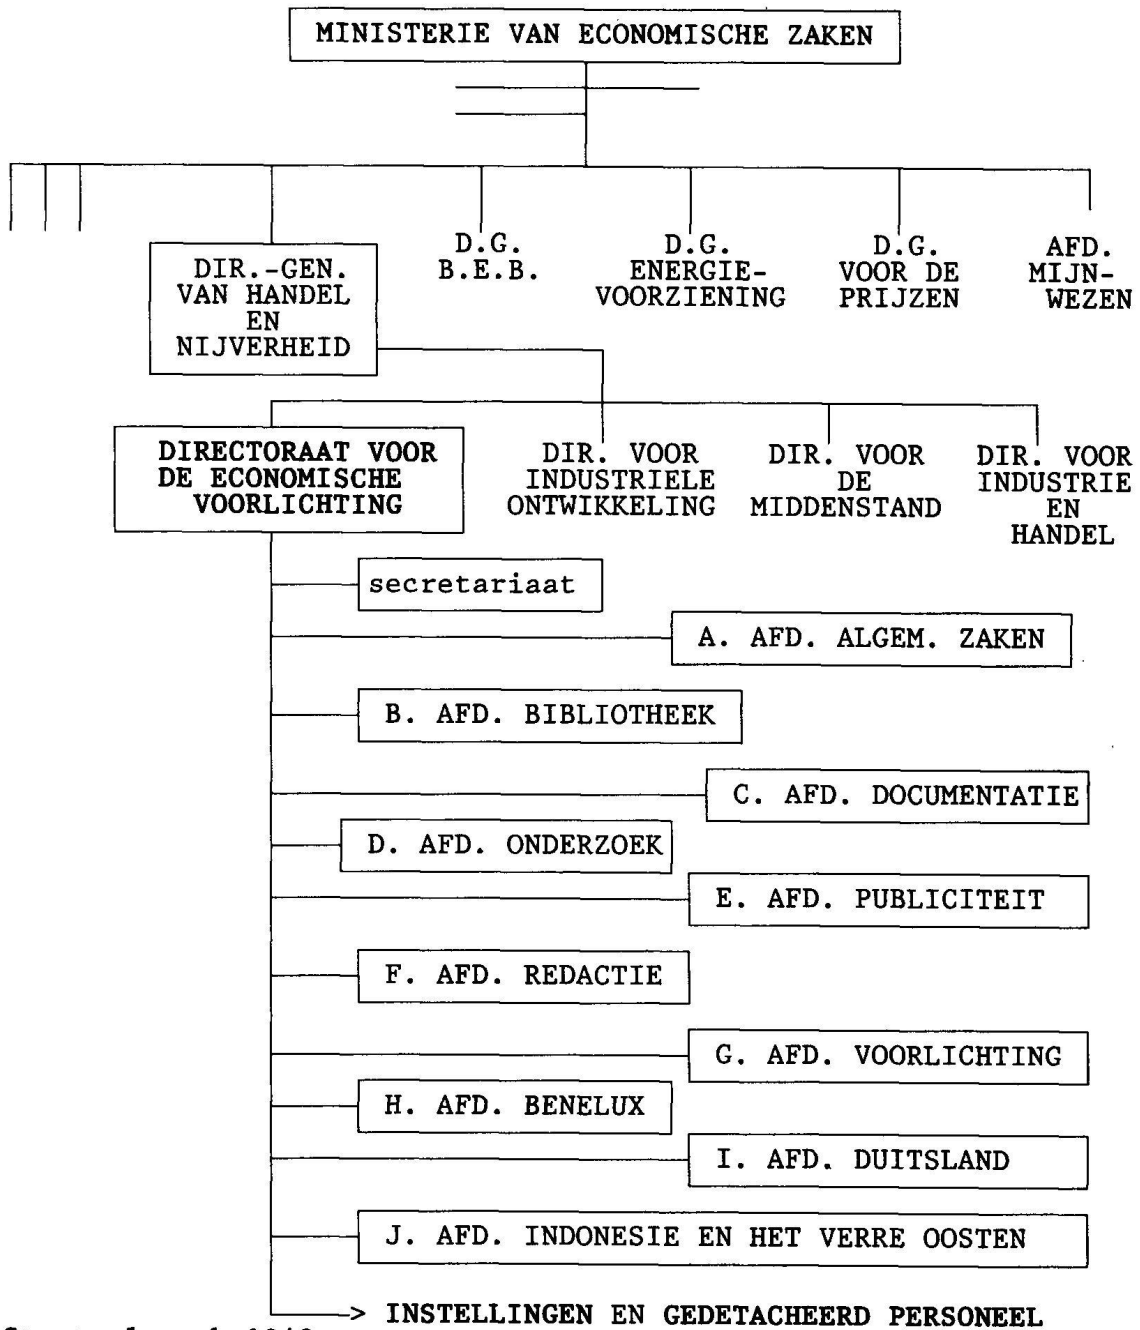 MINISTERIE VAN ECONOMISCHE ZAKEN
DIR.-GEN.
VAN HANDEL
EN
NIJVERHEID
D.G.
B.E.B.
D.G.
ENERGIE-
VOORZIENING
D.G.
VOOR DE
PRIJZEN
AFD.
MIJN-
WEZEN
DIRECTORAAT VOOR
DE ECONOMISCHE
VOORLICHTING
DIR. VOOR
INDUSTRIELE
ONTWIKKELING
DIR. VOOR
DE
MIDDENSTAND
DIR. VOOR
INDUSTRIE
EN
HANDEL
secretariaat
A. AFD. ALGEM. ZAKEN
B. AFD. BIBLIOTHEEK
C. AFD. DOCUMENTATIE
D. AFD. ONDERZOEK
E. AFD. PUBLICITEIT
F. AFD. REDACTIE
G. AFD. VOORLICHTING
H. AFD. BENELUX
I. AFD. DUITSLAND
J. AFD. INDONESIE EN HET VERRE OOSTEN
> INSTELLINGEN EN GEDETACHEERD PERSONEEL